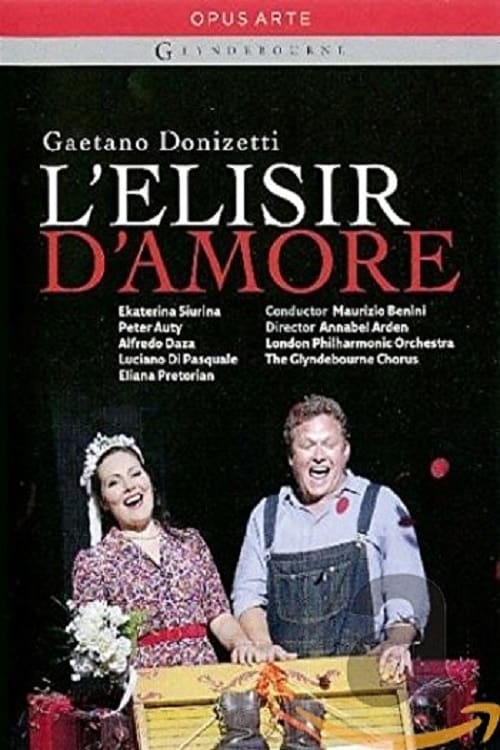 OPUS ARTE
GLYNDEBOURNE
Gaetano Donizetti
L'ELISIR
D'AMORE
Ekaterina Siurina
Peter Auty
Alfredo Daza
Luciano Di Pasquale
Eliana Pretorian
Conductor Maurizio Benini
Director Annabel Arden
London Philharmonic Orchestra
The Glyndebourne Chorus